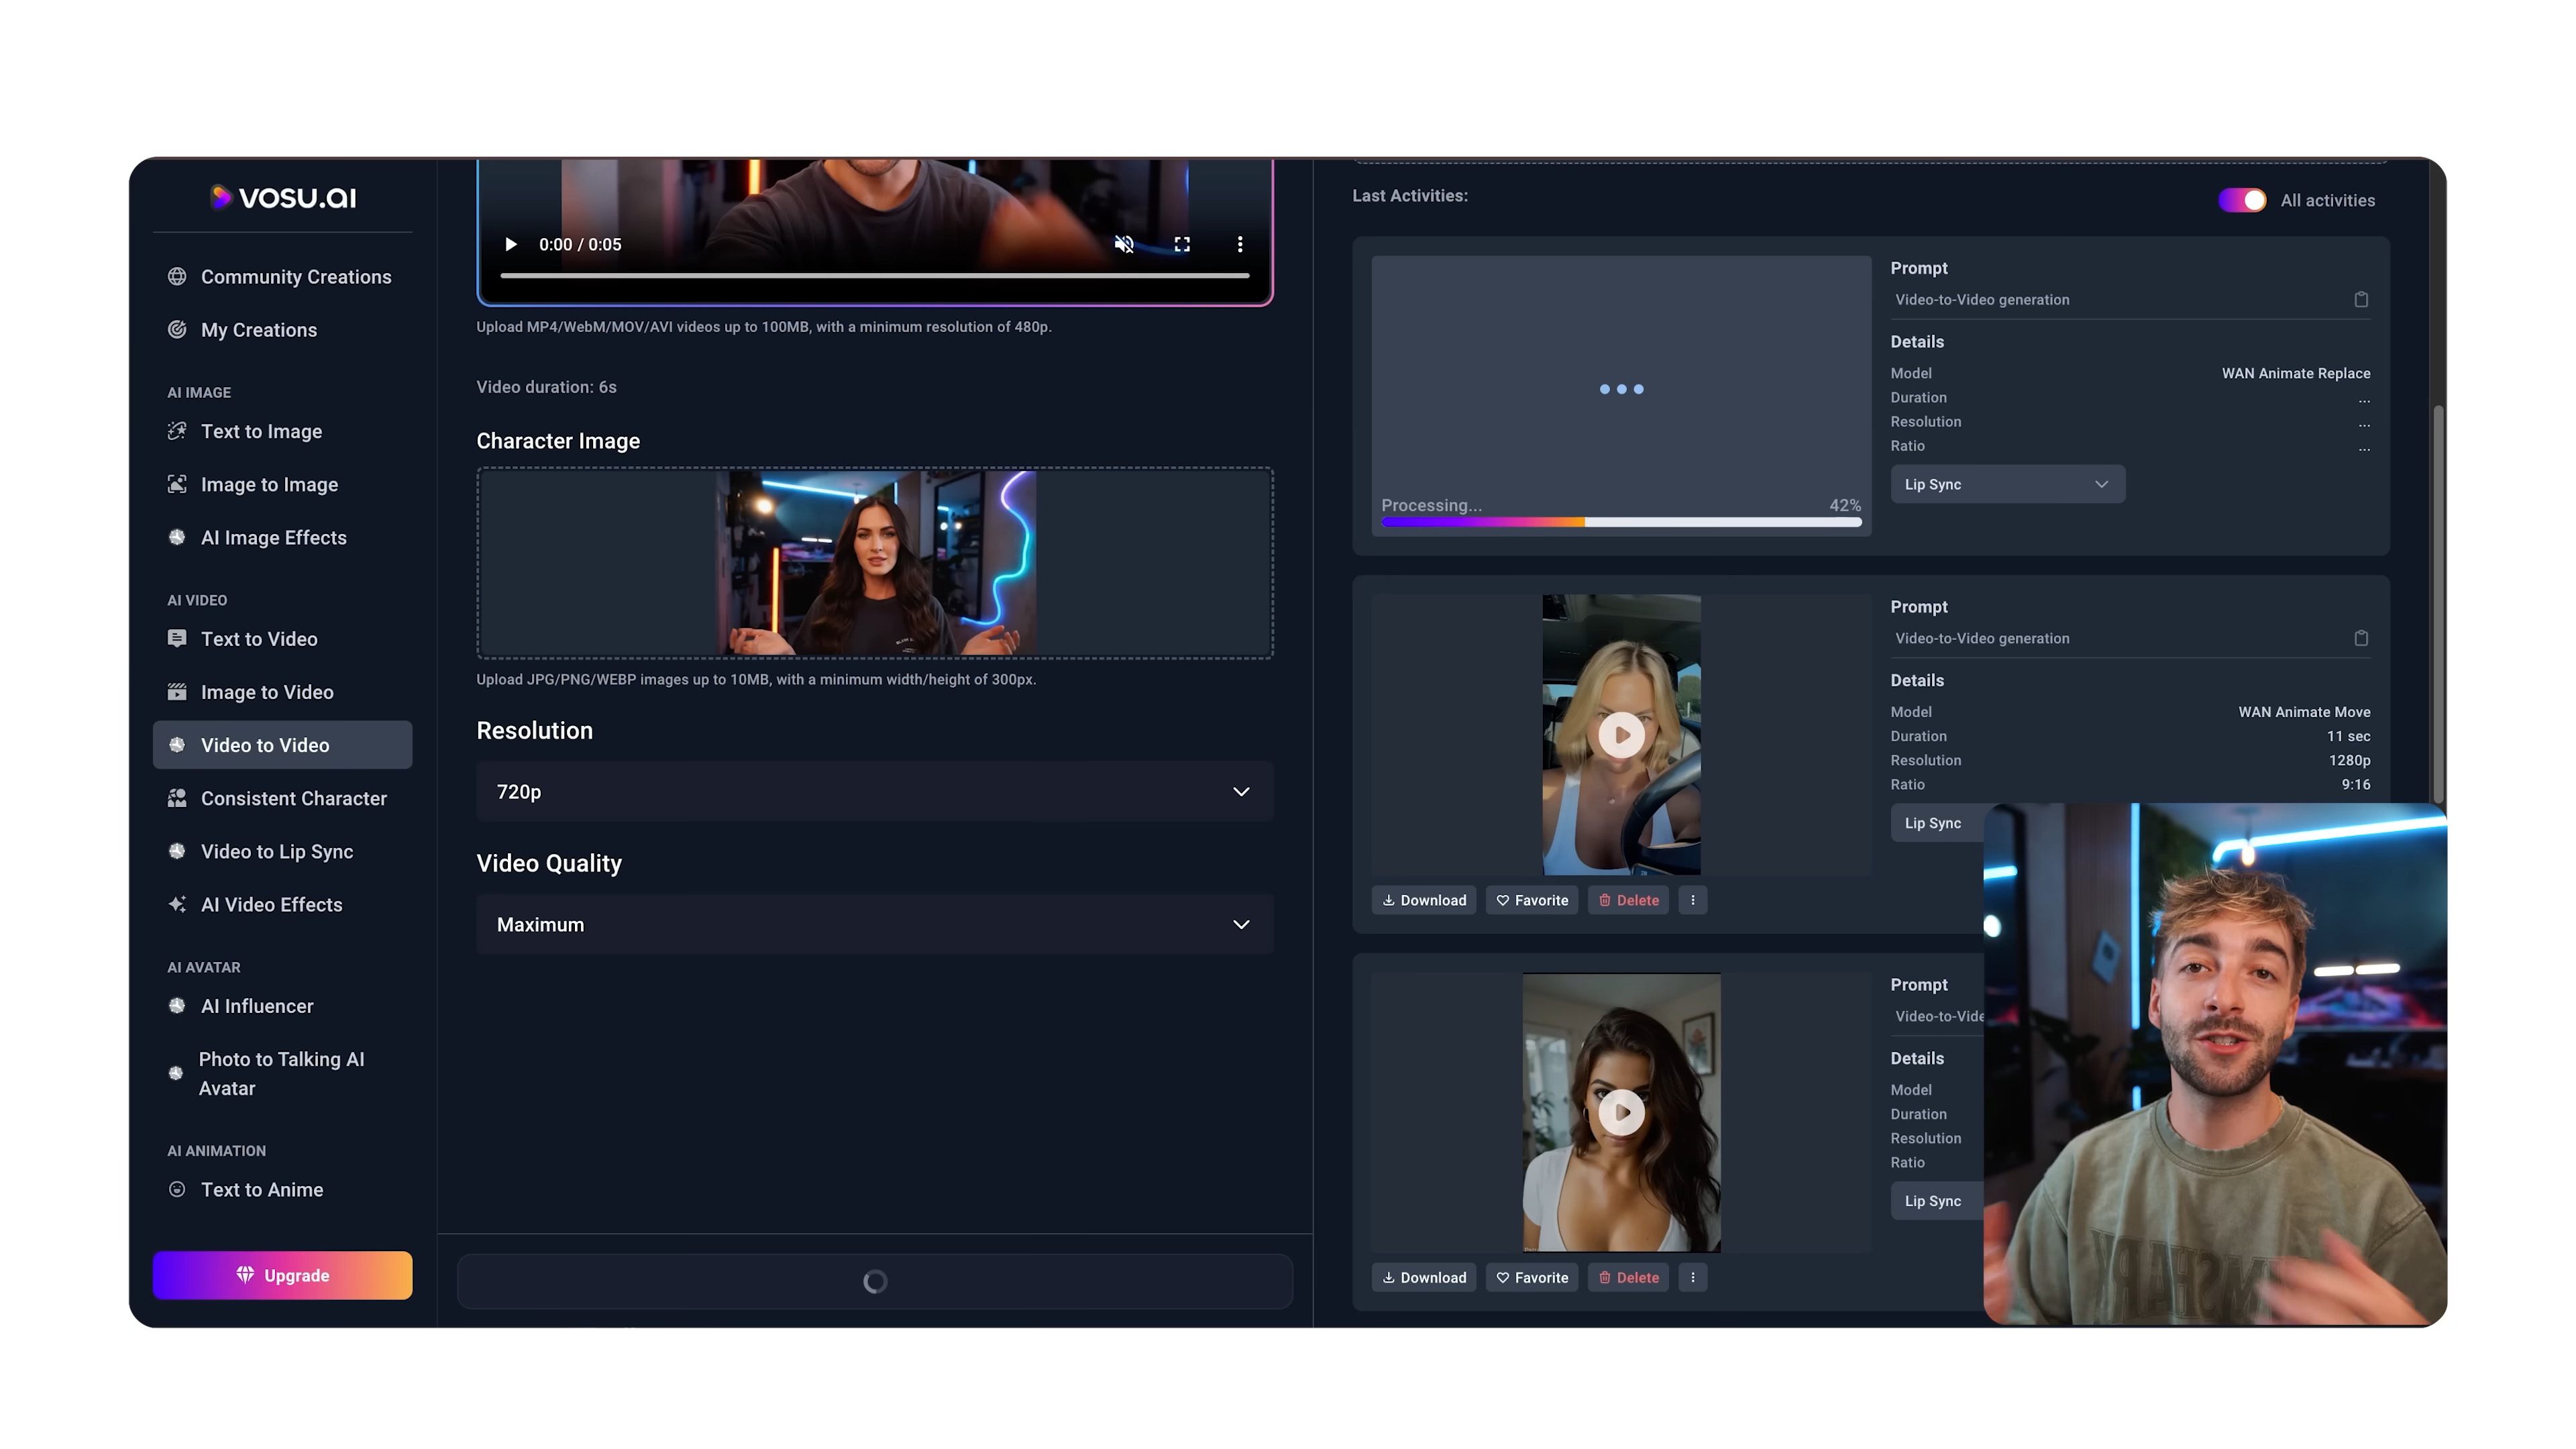 VOSU.AI
Community Creations
My Creations
AI IMAGE
Text to Image
Image to Image
AI Image Effects
AI VIDEO
Text to Video
Image to Video
Video to Video
Consistent Character
Video to Lip Sync
AI Video Effects
AI AVATAR
AI Influencer
Photo to Talking AI
Avatar
AI ANIMATION
Text to Anime
Upgrade
0:00 / 0:05
Upload MP4/WebM/MOV/AVI videos up to 100MB, with a minimum resolution of 480p.
Video duration: 6s
Character Image
Upload JPG/PNG/WEBP images up to 10MB, with a minimum width/height of 300px.
Resolution
720p
Video Quality
Maximum
Last Activities:
All activities
Processing...
42%
Prompt
Video-to-Video generation
Details
Model WAN Animate Replace
Duration ...
Resolution ...
Ratio ...
Lip Sync
Prompt
Video-to-Video generation
Details
Model WAN Animate Move
Duration 11 sec
Resolution 1280p
Ratio 9:16
Lip Sync
Download Favorite Delete
Prompt
Video-to-Vide
Details
Model
Duration
Resolution
Ratio
Lip Sync
Download Favorite Delete